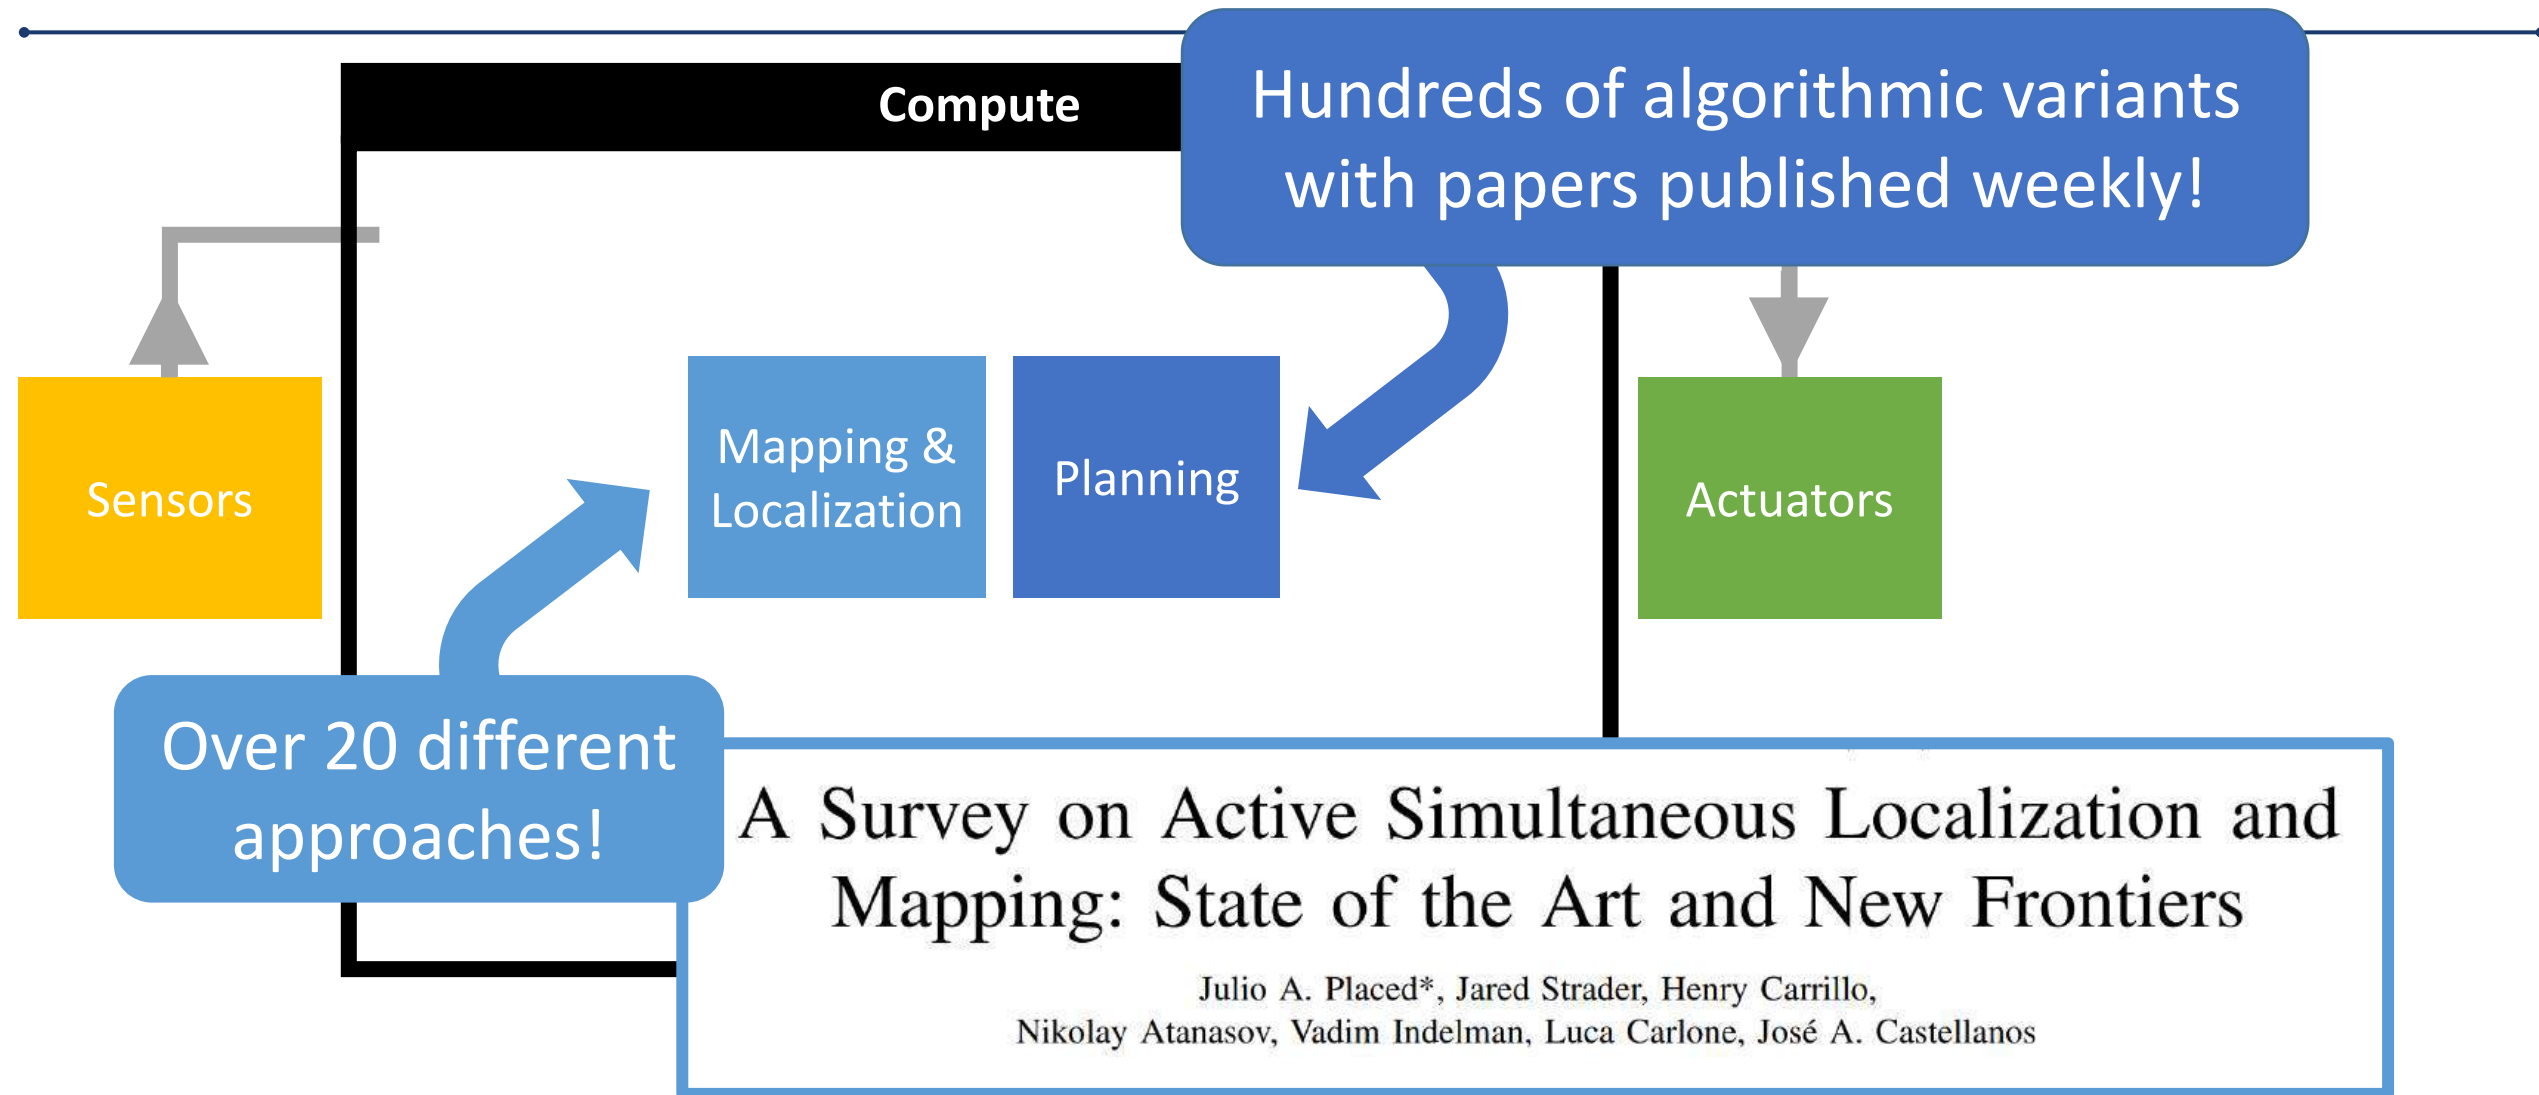 Compute
Hundreds of algorithmic variants
with papers published weekly!
Sensors
Mapping &
Localization
Planning
Actuators
Over 20 different
approaches!
A Survey on Active Simultaneous Localization and
Mapping: State of the Art and New Frontiers
Julio A. Placed*, Jared Strader, Henry Carrillo,
Nikolay Atanasov, Vadim Indelman, Luca Carlone, José A. Castellanos